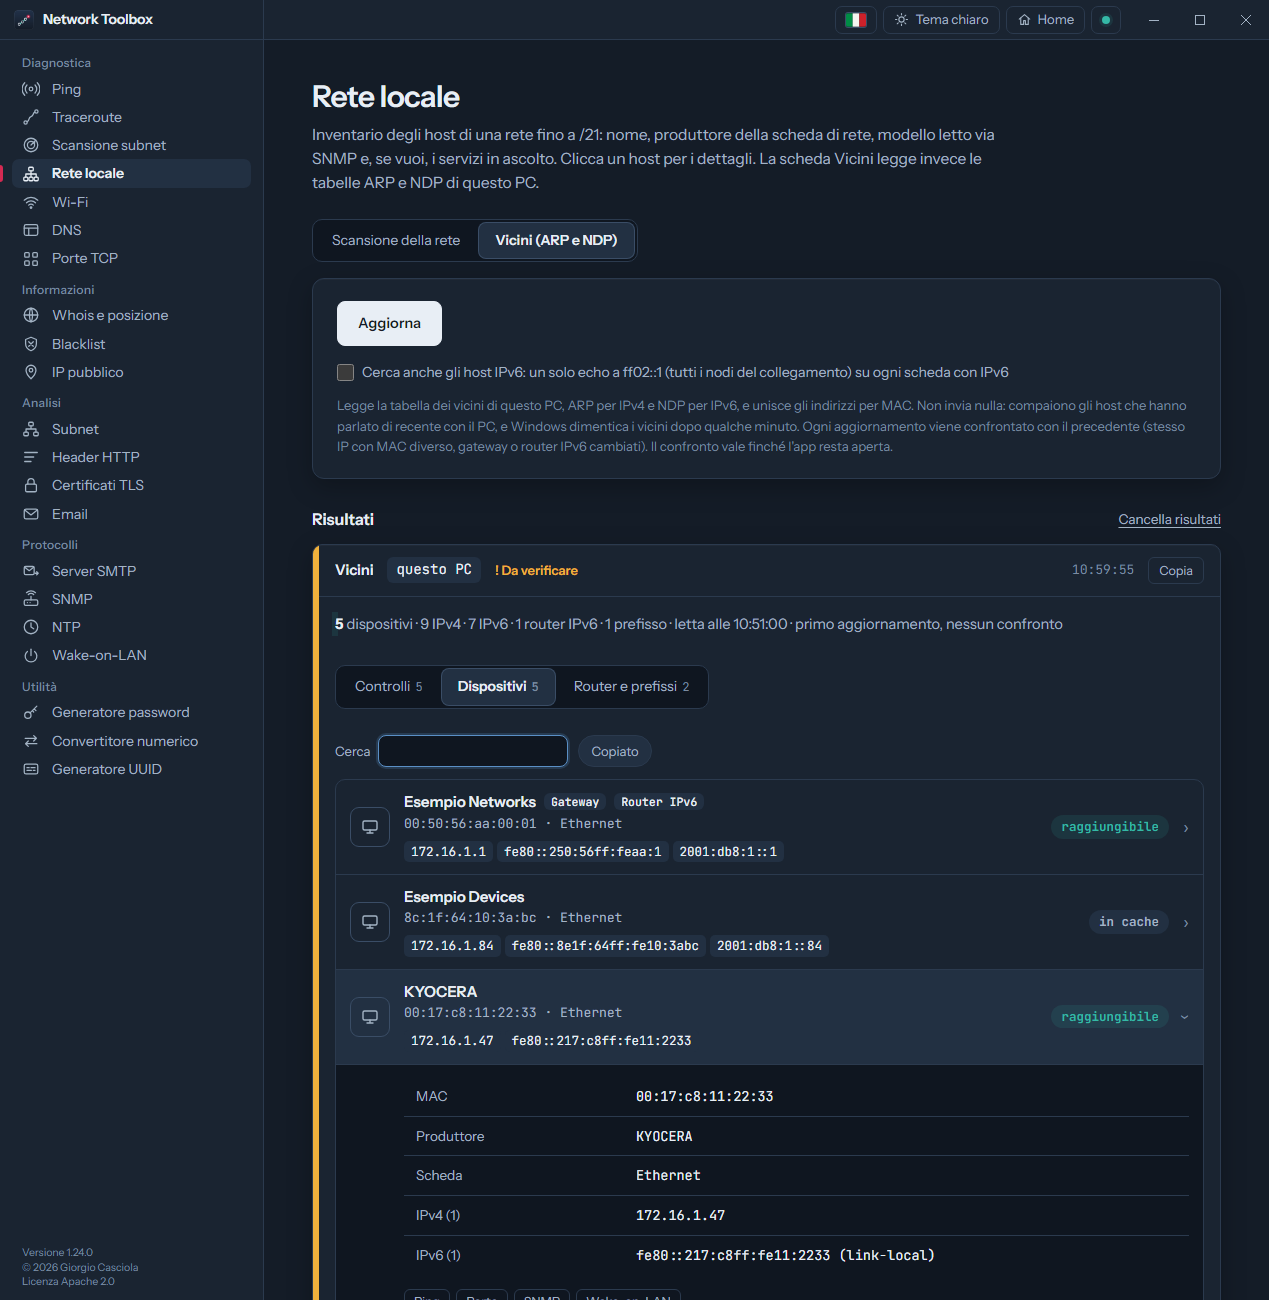 Network Toolbox
Tema chiaro
Home
Diagnostica
Ping
Traceroute
Scansione subnet
Rete locale
Wi-Fi
DNS
Porte TCP
Informazioni
Whois e posizione
Blacklist
IP pubblico
Analisi
Subnet
Header HTTP
Certificati TLS
Email
Protocolli
Server SMTP
SNMP
NTP
Wake-on-LAN
Utilità
Generatore password
Convertitore numerico
Generatore UUID
Versione 1.24.0
© 2026 Giorgio Casciola
Licenza Apache 2.0
Rete locale
Inventario degli host di una rete fino a /21: nome, produttore della scheda di rete, modello letto via
SNMP e, se vuoi, i servizi in ascolto. Clicca un host per i dettagli. La scheda Vicini legge invece le
tabelle ARP e NDP di questo PC.
Scansione della rete
Vicini (ARP e NDP)
Aggiorna
Cerca anche gli host IPv6: un solo echo a ff02::1 (tutti i nodi del collegamento) su ogni scheda con IPv6
Legge la tabella dei vicini di questo PC, ARP per IPv4 e NDP per IPv6, e unisce gli indirizzi per MAC. Non invia nulla: compaiono gli host che hanno
parlato di recente con il PC, e Windows dimentica i vicini dopo qualche minuto. Ogni aggiornamento viene confrontato con il precedente (stesso
IP con MAC diverso, gateway o router IPv6 cambiati). Il confronto vale finché l'app resta aperta.
Risultati
Cancella risultati
Vicini questo PC ! Da verificare 10:59:55 Copia
5 dispositivi · 9 IPv4 · 7 IPv6 · 1 router IPv6 · 1 prefisso · letta alle 10:51:00 · primo aggiornamento, nessun confronto
Controlli 5 Dispositivi 5 Router e prefissi 2
Cerca Copiato
Esempio Networks Gateway Router IPv6
00:50:56:aa:00:01 · Ethernet
raggiungibile ›
172.16.1.1 fe80::250:56ff:feaa:1 2001:db8:1::1
Esempio Devices
8c:1f:64:10:3a:bc · Ethernet
in cache ›
172.16.1.84 fe80::8e1f:64ff:fe10:3abc 2001:db8:1::84
KYOCERA
00:17:c8:11:22:33 · Ethernet
raggiungibile
172.16.1.47 fe80::217:c8ff:fe11:2233
MAC 00:17:c8:11:22:33
Produttore KYOCERA
Scheda Ethernet
IPv4 (1) 172.16.1.47
IPv6 (1) fe80::217:c8ff:fe11:2233 (link-local)
Ping Porte SNMP Wake-on-LAN